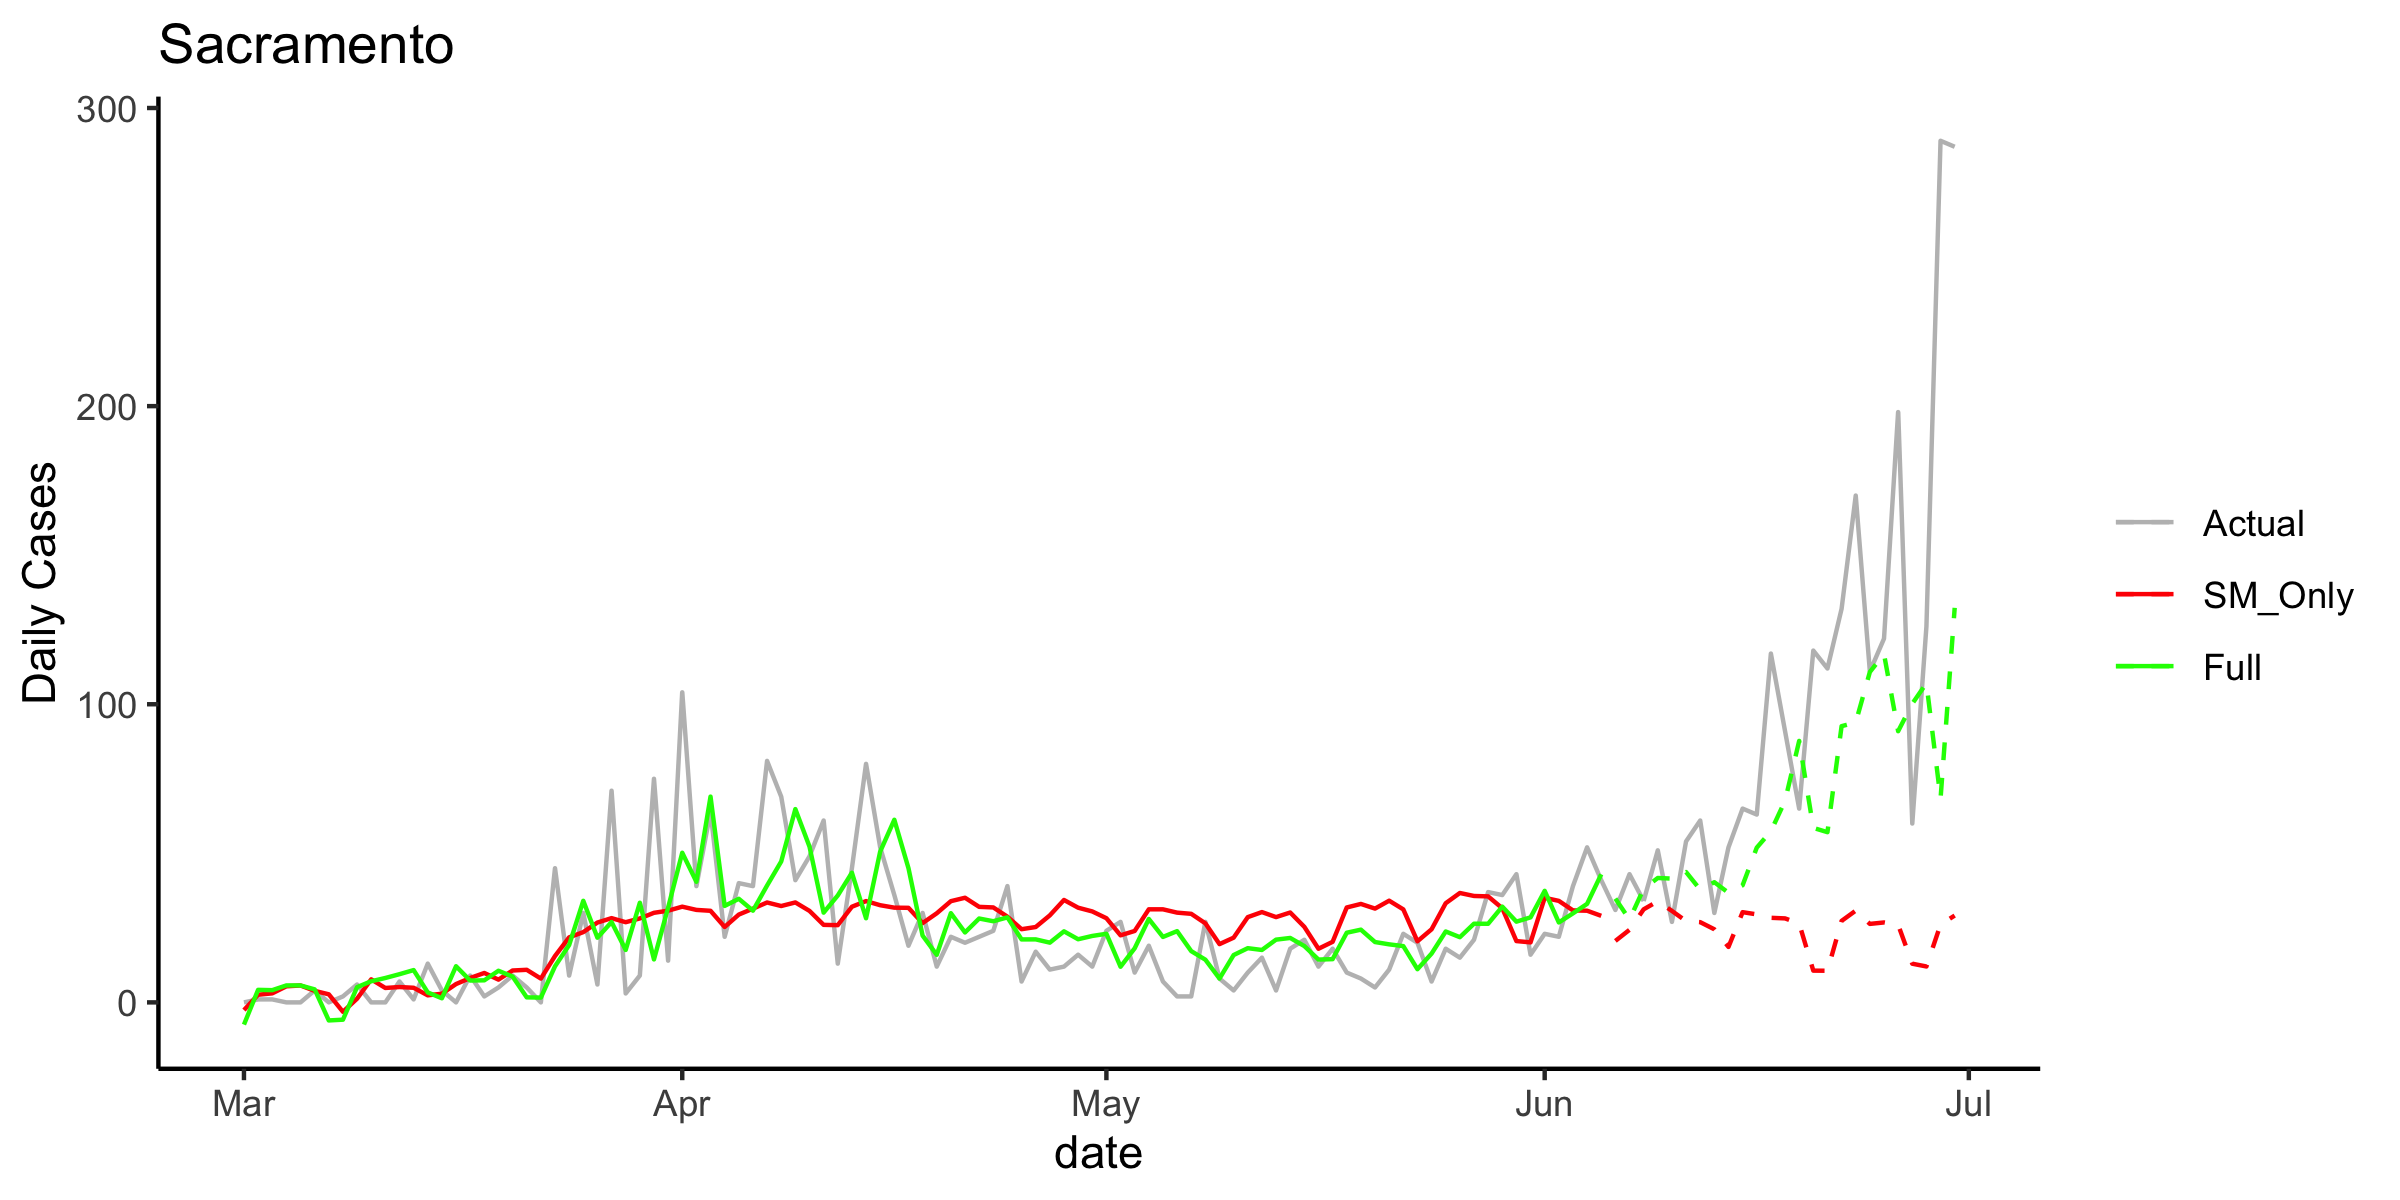 Sacramento
300
200
100
0
Daily Cases
Mar
Apr
May
Jun
Jul
date
Actual
SM_Only
Full